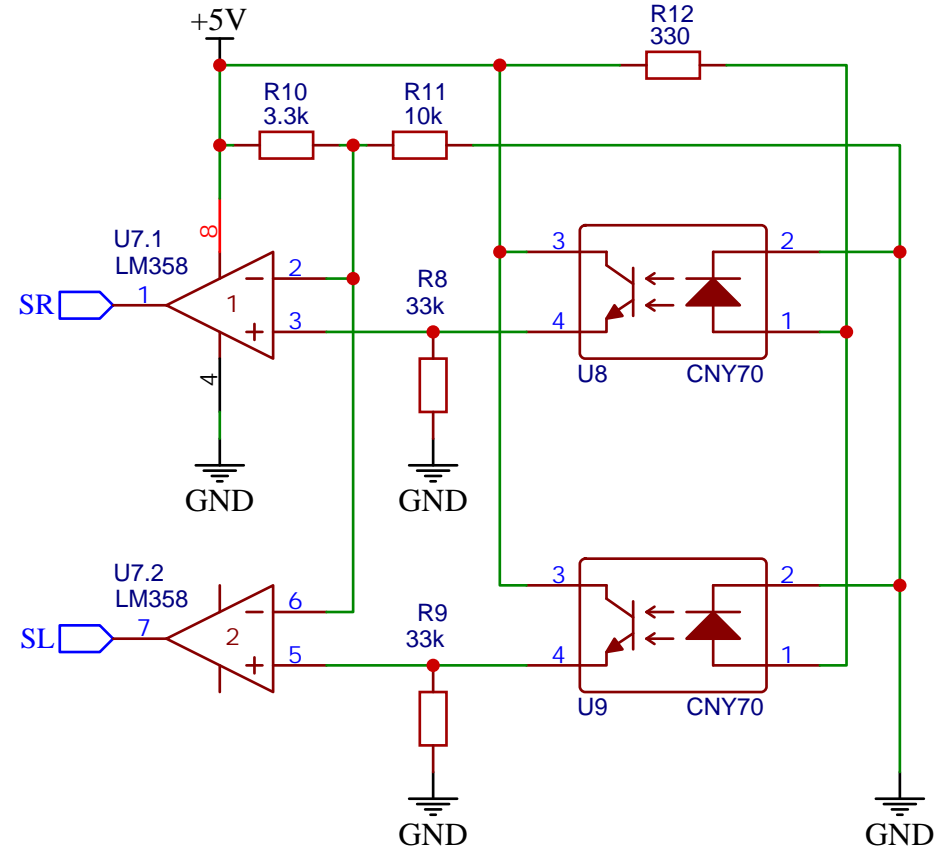 +5V
R12
330
R10
3.3k
R11
10k
8
U7.1
LM358
SR
1
1
2
3
4
GND
R8
33k
GND
3
4
2
1
U8
CNY70
U7.2
LM358
SL
7
2
6
5
R9
33k
GND
3
4
2
1
U9
CNY70
GND